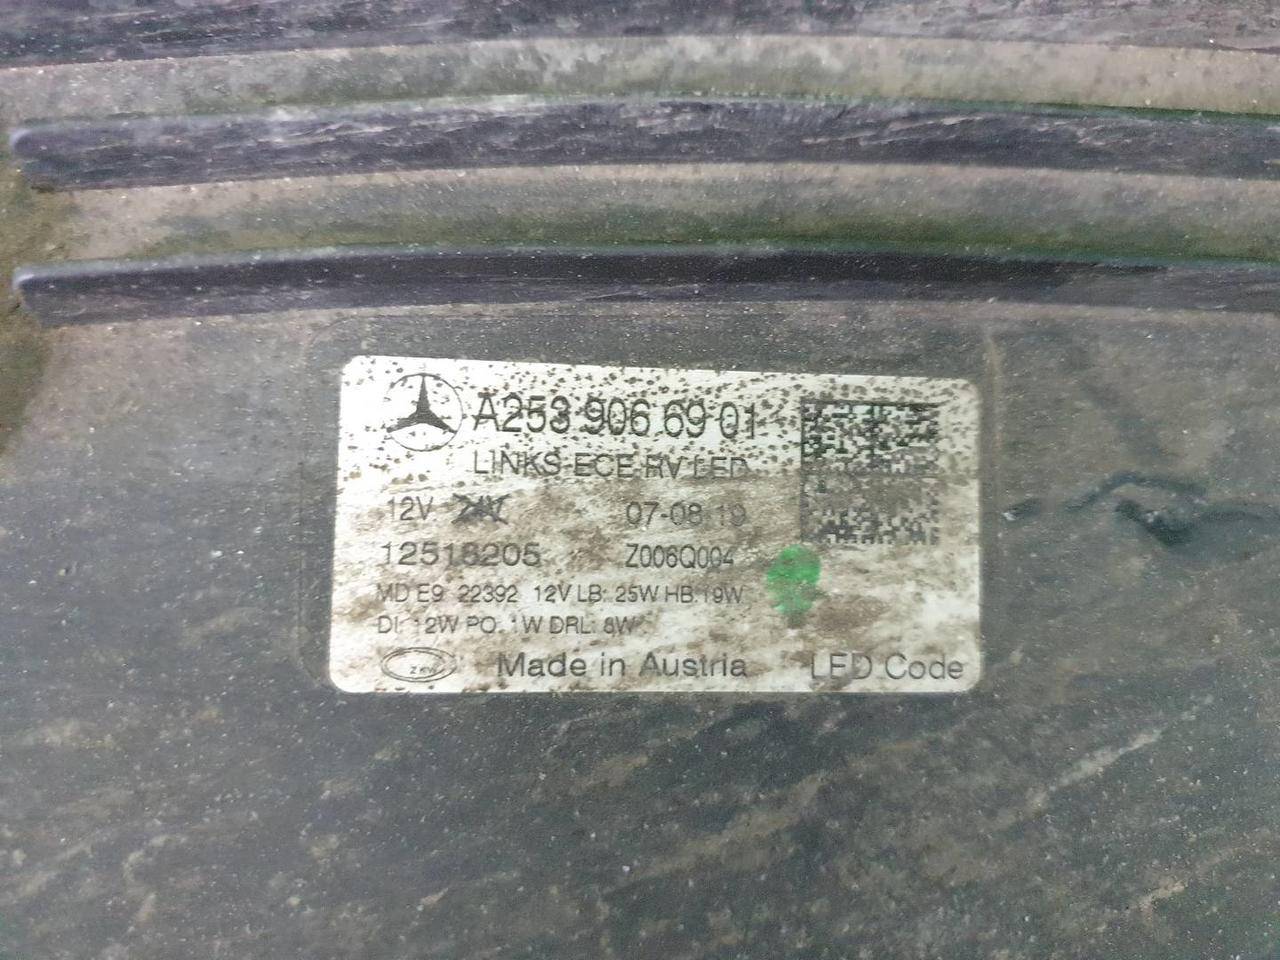 A253 906 69 01
LINKS ECE RV LED
12V 24V 07-08-19
12518205 Z006Q004
MD E9 22392 12V LB: 25W HB: 19W
DI: 12W PO: 1W DRL: 8W
ZKW Made in Austria LED Code